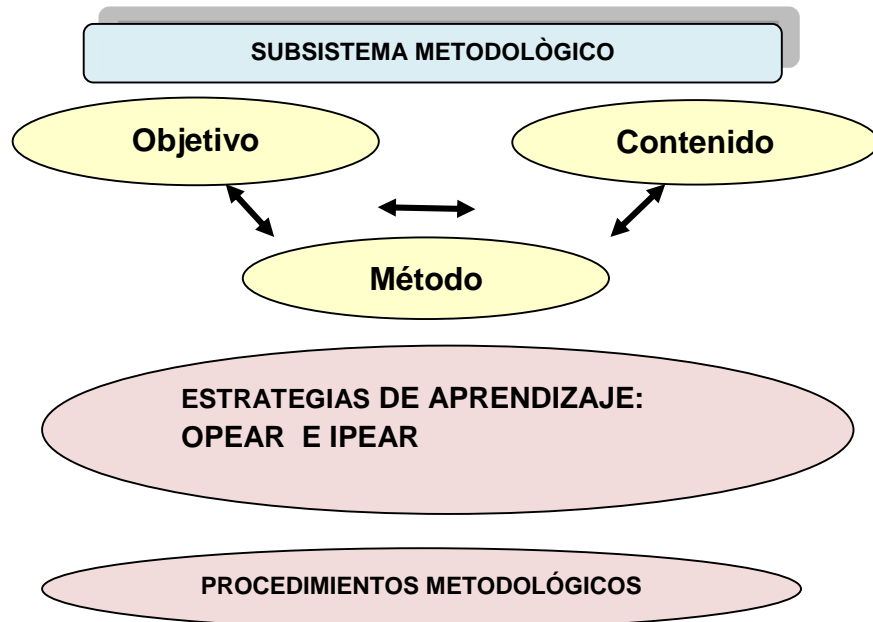 SUBSISTEMA METODOLÒGICO
Objetivo
Contenido
Método
ESTRATEGIAS DE APRENDIZAJE:
OPEAR E IPEAR
PROCEDIMIENTOS METODOLÓGICOS